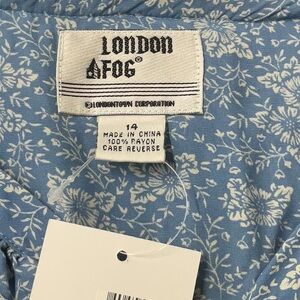 LONDON
FOG®
©LONDONTOWN CORPORATION
14
MADE IN CHINA
100% RAYON
CARE REVERSE